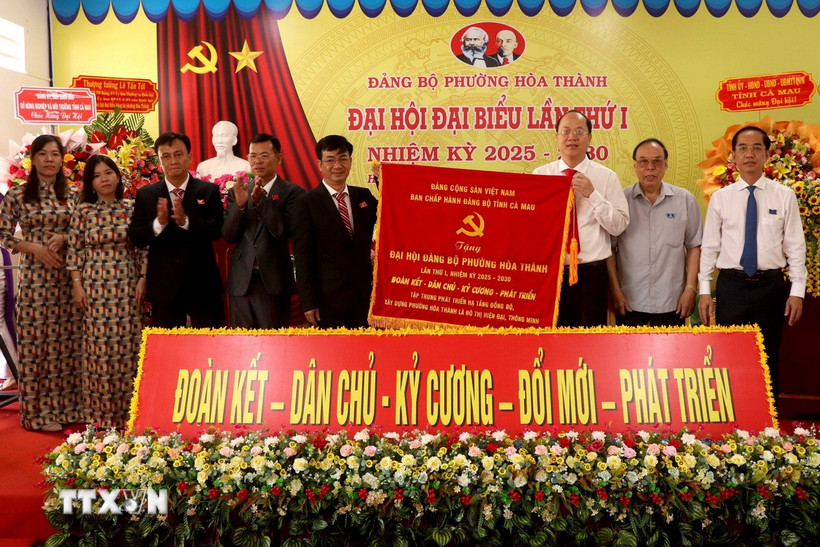 ĐẢNG BỘ PHƯỜNG HÒA THÀNH
ĐẠI HỘI ĐẠI BIỂU LẦN THỨ I
NHIỆM KỲ 2025 - 2030
Thượng tướng Lê Tấn Tới
SỞ NÔNG NGHIỆP VÀ MÔI TRƯỜNG TỈNH CÀ MAU
Chúc Mừng Đại Hội
TỈNH ỦY - HĐND - UBND - UBMTTQVN
TỈNH CÀ MAU
Chúc mừng Đại hội!
ĐẢNG CỘNG SẢN VIỆT NAM
BAN CHẤP HÀNH ĐẢNG BỘ TỈNH CÀ MAU
Tặng
ĐẠI HỘI ĐẢNG BỘ PHƯỜNG HÒA THÀNH
LẦN THỨ I, NHIỆM KỲ 2025 - 2030
ĐOÀN KẾT - DÂN CHỦ - KỶ CƯƠNG - PHÁT TRIỂN
TẬP TRUNG PHÁT TRIỂN HẠ TẦNG ĐỒNG BỘ,
XÂY DỰNG PHƯỜNG HÒA THÀNH LÀ ĐÔ THỊ HIỆN ĐẠI, THÔNG MINH
ĐOÀN KẾT – DÂN CHỦ - KỶ CƯƠNG – ĐỔI MỚI – PHÁT TRIỂN
TTXVN